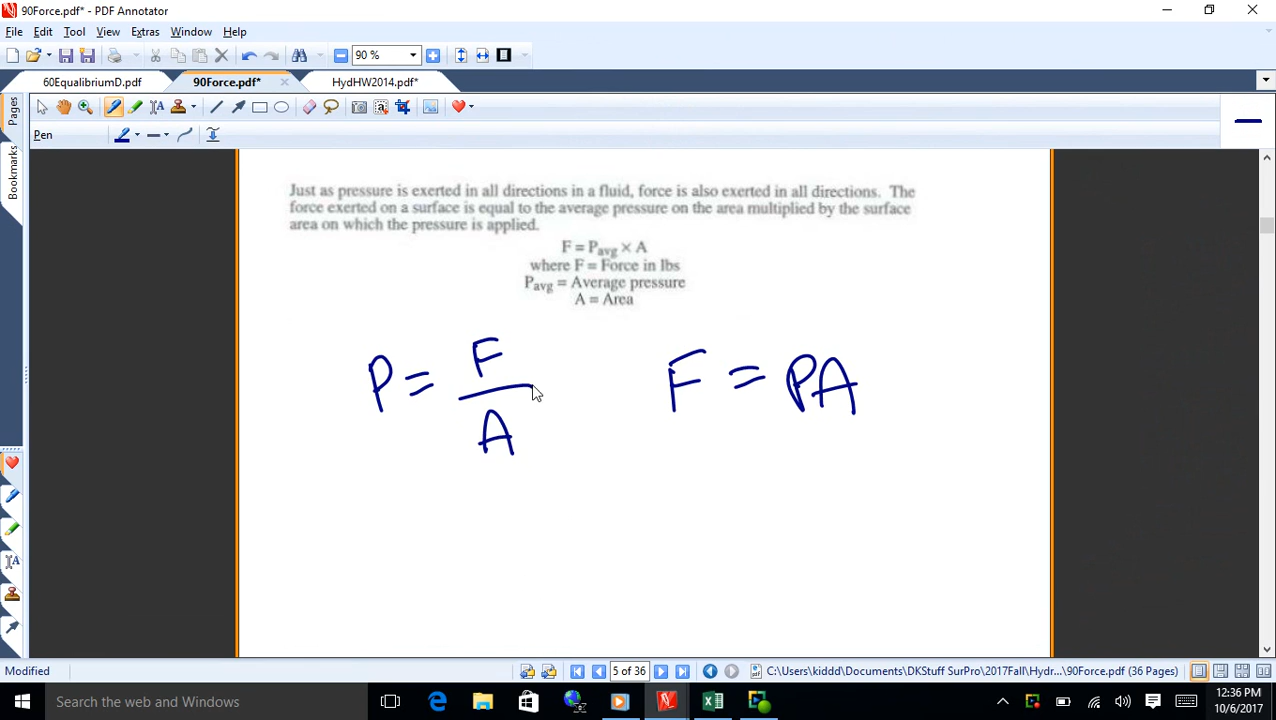 90Force.pdf* - PDF Annotator
File Edit Tool View Extras Window Help
90 %
60EqualibriumD.pdf 90Force.pdf* HydHW2014.pdf*
Pen
Pages
Bookmarks
Just as pressure is exerted in all directions in a fluid, force is also exerted in all directions. The
force exerted on a surface is equal to the average pressure on the area multiplied by the surface
area on which the pressure is applied.
F = Pavg × A
where F = Force in lbs
Pavg = Average pressure
A = Area
P = F/A F = PA
Modified 5 of 36 C:\Users\kiddd\Documents\DKStuff SurPro\2017Fall\Hydr...\90Force.pdf (36 Pages)
Search the web and Windows
12:36 PM
10/6/2017